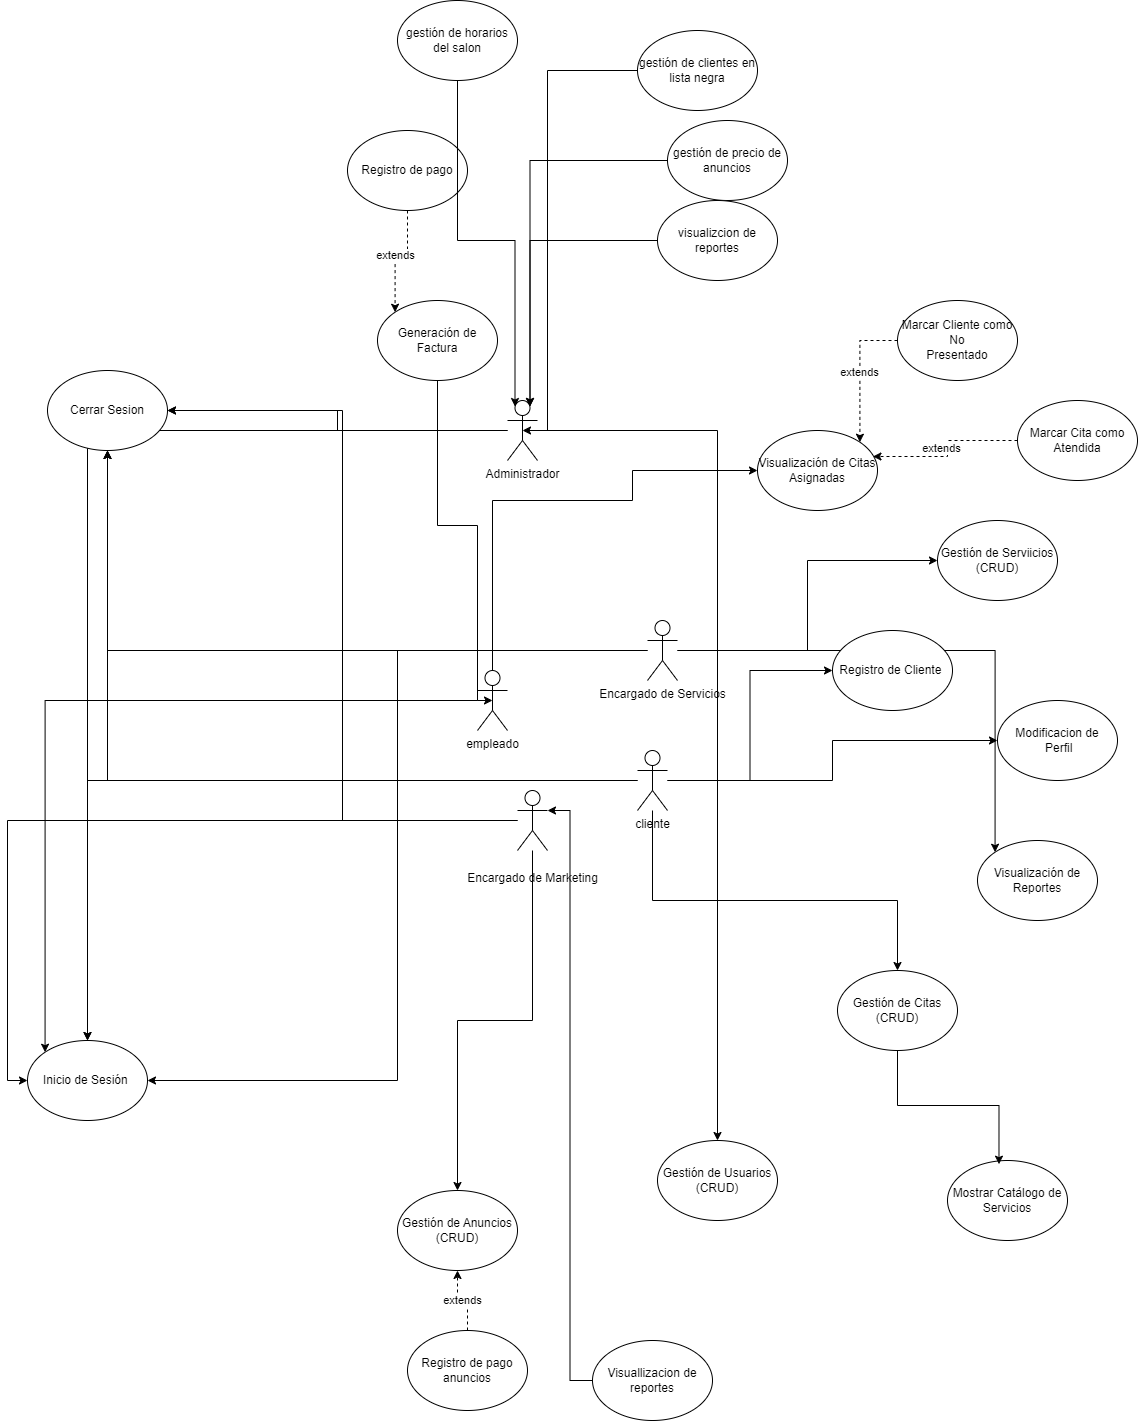 gestión de horarios
del salon
gestión de clientes en
lista negra
gestión de precio de
anuncios
Registro de pago
visualizcion de
reportes
extends
Generación de
Factura
Marcar Cliente como
No
Presentado
extends
Cerrar Sesion
Marcar Cita como
Atendida
extends
Administrador
Visualización de Citas
Asignadas
Gestión de Serviicios
(CRUD)
Registro de Cliente
Encargado de Servicios
empleado
Modificacion de
Perfil
cliente
Encargado de Marketing
Visualización de
Reportes
Gestión de Citas
(CRUD)
Inicio de Sesión
Gestión de Usuarios
(CRUD)
Mostrar Catálogo de
Servicios
Gestión de Anuncios
(CRUD)
extends
Registro de pago
anuncios
Visuallizacion de
reportes